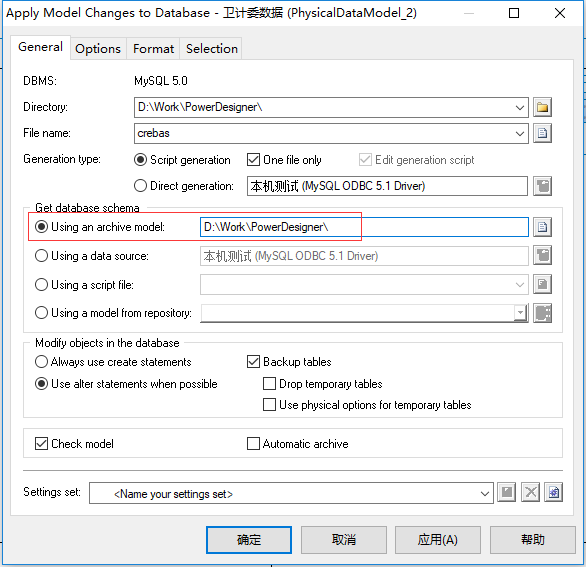 Apply Model Changes to Database - 卫计委数据 (PhysicalDataModel_2)
General Options Format Selection
DBMS: MySQL 5.0
Directory: D:\Work\PowerDesigner\
File name: crebas
Generation type: Script generation One file only Edit generation script
Direct generation: 本机测试 (MySQL ODBC 5.1 Driver)
Get database schema
Using an archive model: D:\Work\PowerDesigner\
Using a data source: 本机测试 (MySQL ODBC 5.1 Driver)
Using a script file:
Using a model from repository:
Modify objects in the database
Always use create statements Backup tables
Use alter statements when possible Drop temporary tables
Use physical options for temporary tables
Check model Automatic archive
Settings set: <Name your settings set>
确定 取消 应用(A) 帮助